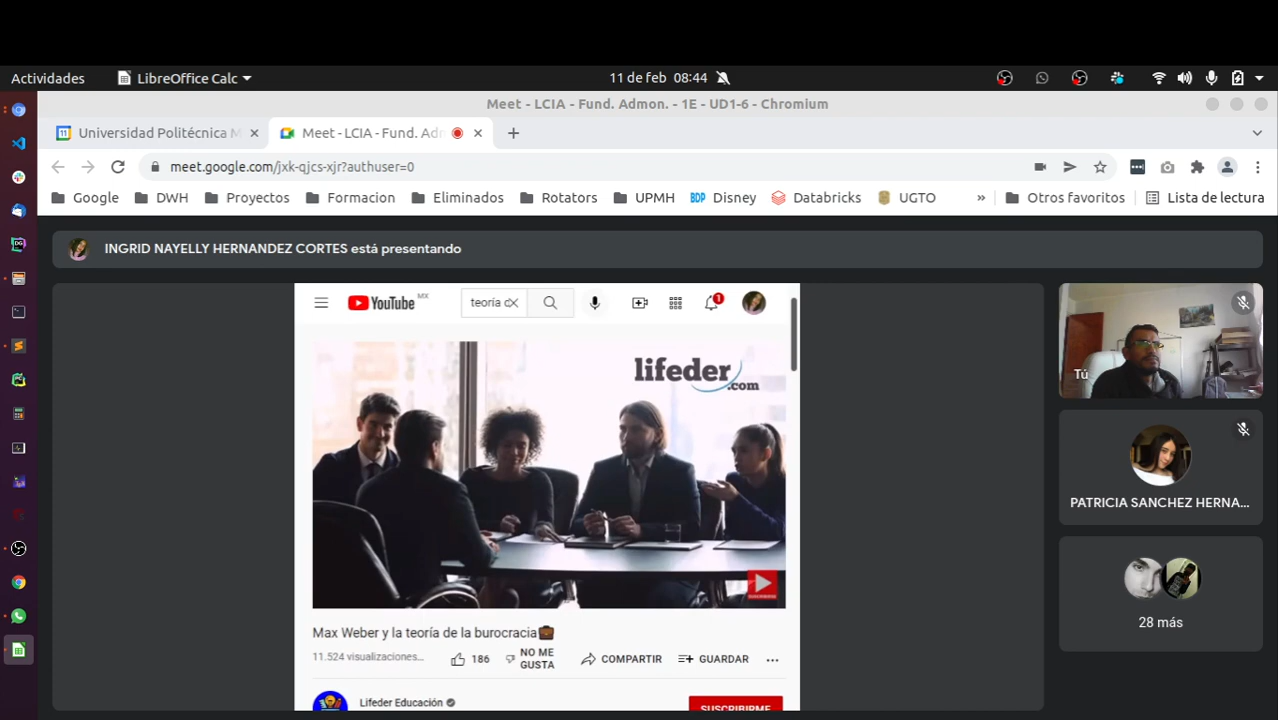 Actividades LibreOffice Calc 11 de feb 08:44
Meet - LCIA - Fund. Admon. - 1E - UD1-6 - Chromium
Universidad Politécnica M Meet - LCIA - Fund. Adm
meet.google.com/jxk-qjcs-xjr?authuser=0
Google DWH Proyectos Formacion Eliminados Rotators UPMH BDP Disney Databricks UGTO » Otros favoritos Lista de lectura
INGRID NAYELLY HERNANDEZ CORTES está presentando
YouTube MX teoría d 1
lifeder
.com
Tú
PATRICIA SANCHEZ HERNA...
28 más
Max Weber y la teoría de la burocracia
11.524 visualizaciones... 186 NO ME GUSTA COMPARTIR GUARDAR ...
Lifeder Educación SUSCRIBIRME